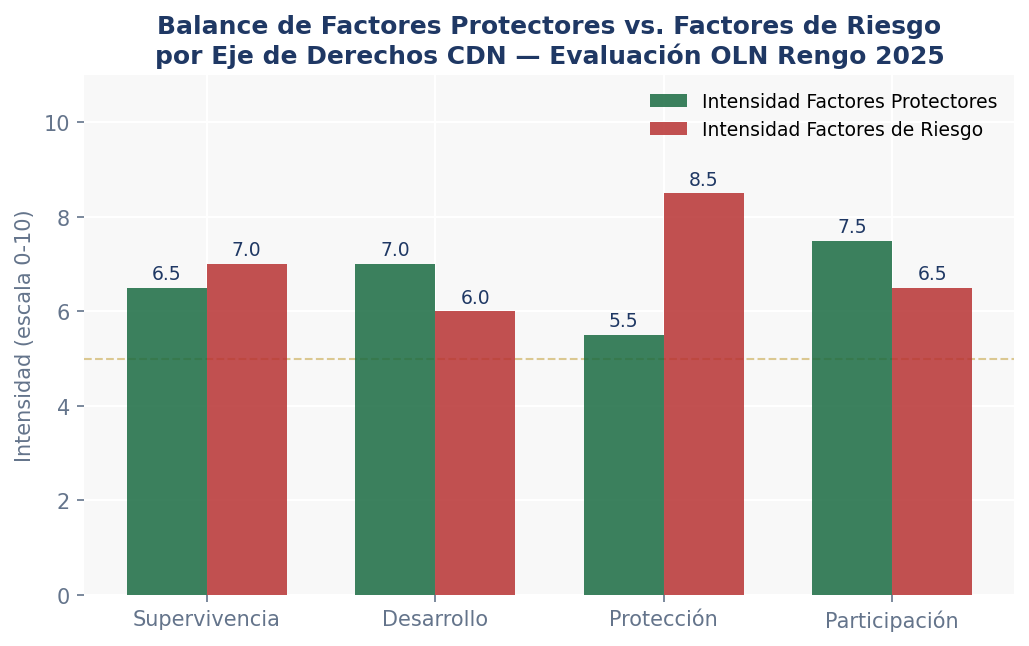 Balance de Factores Protectores vs. Factores de Riesgo
por Eje de Derechos CDN — Evaluación OLN Rengo 2025
Intensidad Factores Protectores
Intensidad Factores de Riesgo
Intensidad (escala 0-10)
10
8
6
4
2
0
6.5
7.0
7.0
6.0
5.5
8.5
7.5
6.5
Supervivencia
Desarrollo
Protección
Participación